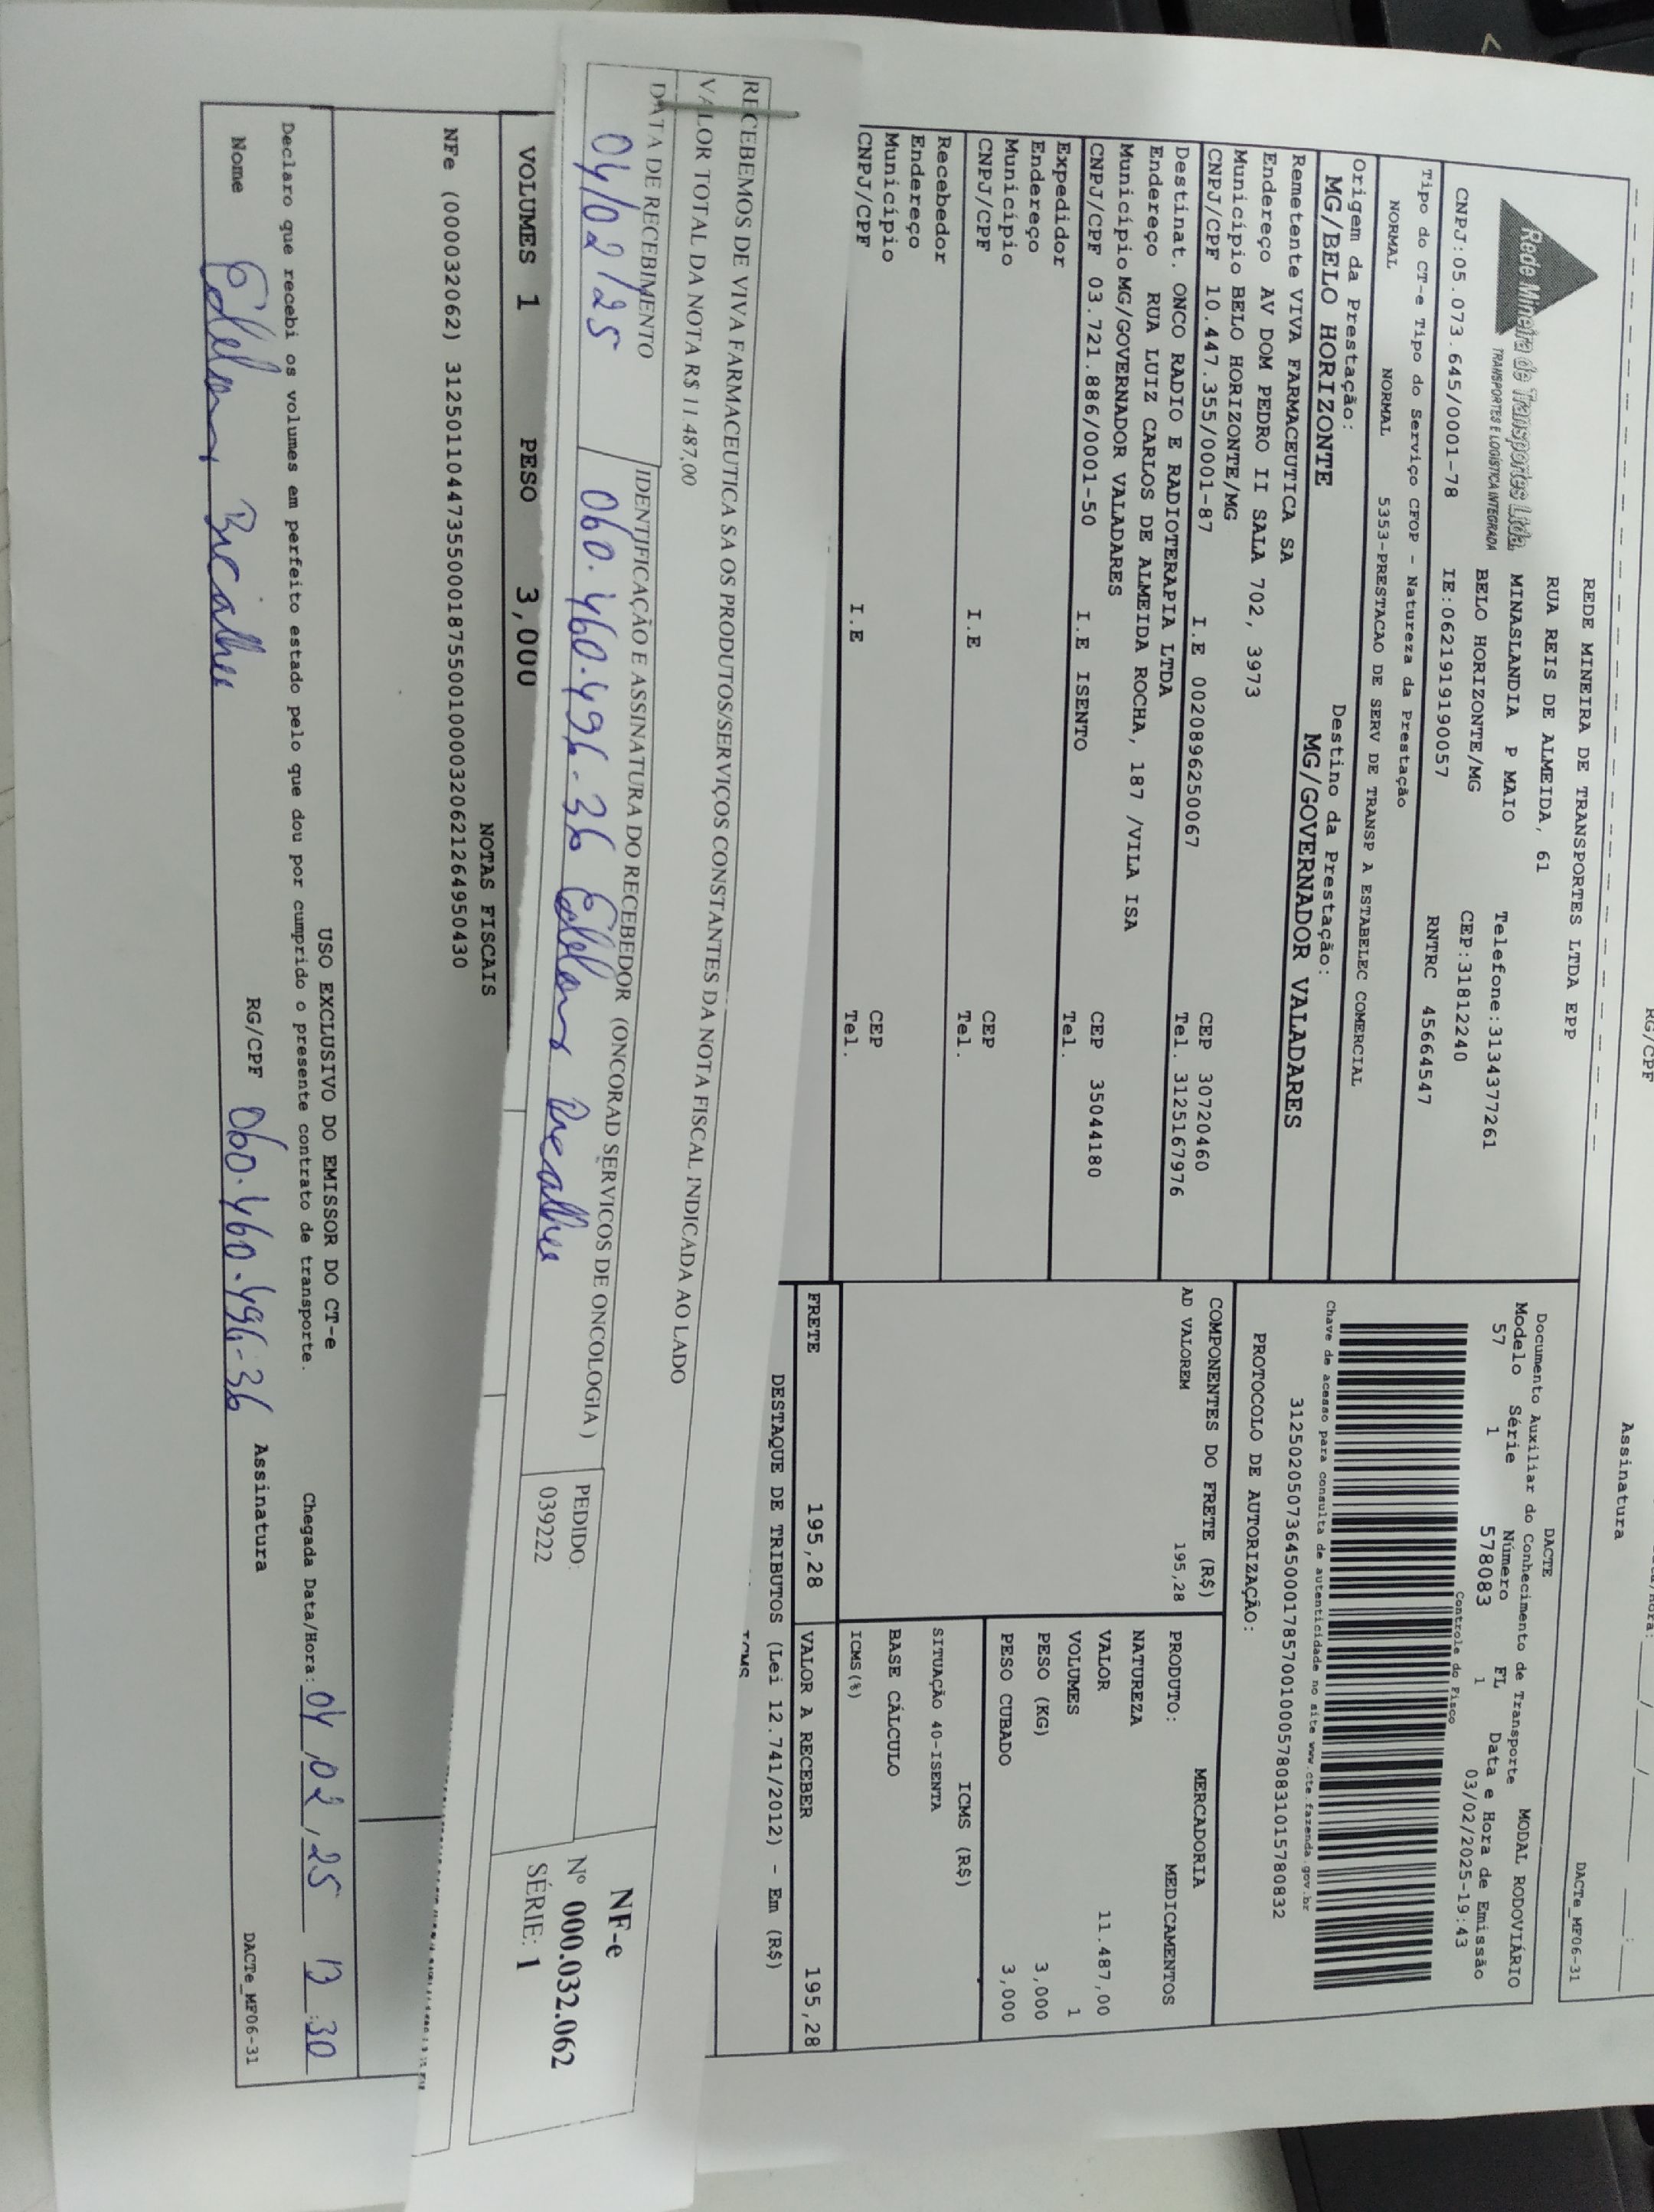 RG/CPF
Assinatura
DACTe_MF06-31
Rede Mineira de Transportes Ltda.
TRANSPORTES E LOGÍSTICA INTEGRADA
REDE MINEIRA DE TRANSPORTES LTDA EPP
RUA REIS DE ALMEIDA, 61
MINASLANDIA P MAIO Telefone:3134377261
BELO HORIZONTE/MG CEP:31812240
CNPJ:05.073.645/0001-78 IE:0621919190057 RNTRC 45664547
DACTE
Documento Auxiliar do Conhecimento de Transporte MODAL RODOVIÁRIO
Modelo Série Número FL Data e Hora de Emissão
57 1 578083 1 03/02/2025-19:43
Controle do Fisco
Chave de acesso para consulta de autenticidade no site www.cte.fazenda.gov.br
31250205073645000178570010005780831015780832
PROTOCOLO DE AUTORIZAÇÃO:
Tipo do CT-e Tipo do Serviço CFOP - Natureza da Prestação
NORMAL NORMAL 5353-PRESTACAO DE SERV DE TRANSP A ESTABELEC COMERCIAL
Origem da Prestação: Destino da Prestação:
MG/BELO HORIZONTE MG/GOVERNADOR VALADARES
Remetente VIVA FARMACEUTICA SA
Endereço AV DOM PEDRO II SALA 702, 3973
Município BELO HORIZONTE/MG CEP 30720460
CNPJ/CPF 10.447.355/0001-87 I.E 0020896250067 Tel. 3125167976
Destinat. ONCO RADIO E RADIOTERAPIA LTDA
Endereço RUA LUIZ CARLOS DE ALMEIDA ROCHA, 187 /VILA ISA
Município MG/GOVERNADOR VALADARES CEP 35044180
CNPJ/CPF 03.721.886/0001-50 I.E ISENTO Tel.
Expedidor
Endereço
Município CEP
CNPJ/CPF I.E Tel.
Recebedor
Endereço
Município CEP
CNPJ/CPF I.E Tel.
COMPONENTES DO FRETE (R$)
AD VALOREM 195,28
MERCADORIA
PRODUTO: MEDICAMENTOS
NATUREZA
VALOR 11.487,00
VOLUMES 1
PESO (KG) 3,000
PESO CUBADO 3,000
ICMS (R$)
SITUAÇÃO 40-ISENTA
BASE CÁLCULO
ICMS(%)
FRETE 195,28 VALOR A RECEBER 195,28
DESTAQUE DE TRIBUTOS (Lei 12.741/2012) - Em (R$)
ICMS
RECEBEMOS DE VIVA FARMACEUTICA SA OS PRODUTOS/SERVIÇOS CONSTANTES DA NOTA FISCAL INDICADA AO LADO
VALOR TOTAL DA NOTA R$ 11.487,00
DATA DE RECEBIMENTO IDENTIFICAÇÃO E ASSINATURA DO RECEBEDOR (ONCORAD SERVICOS DE ONCOLOGIA )
04/02/25 060.460.496-36
PEDIDO:
039222
NF-e
Nº 000.032.062
SÉRIE: 1
VOLUMES 1 PESO 3,000
NOTAS FISCAIS
NFe (000032062) 31250110447355000187550010000320621264950430
USO EXCLUSIVO DO EMISSOR DO CT-e
Declaro que recebi os volumes em perfeito estado pelo que dou por cumprido o presente contrato de transporte. Chegada Data/Hora: 04/02/25 13:30
Nome RG/CPF 060.460.496-36 Assinatura
DACTe_MF06-31